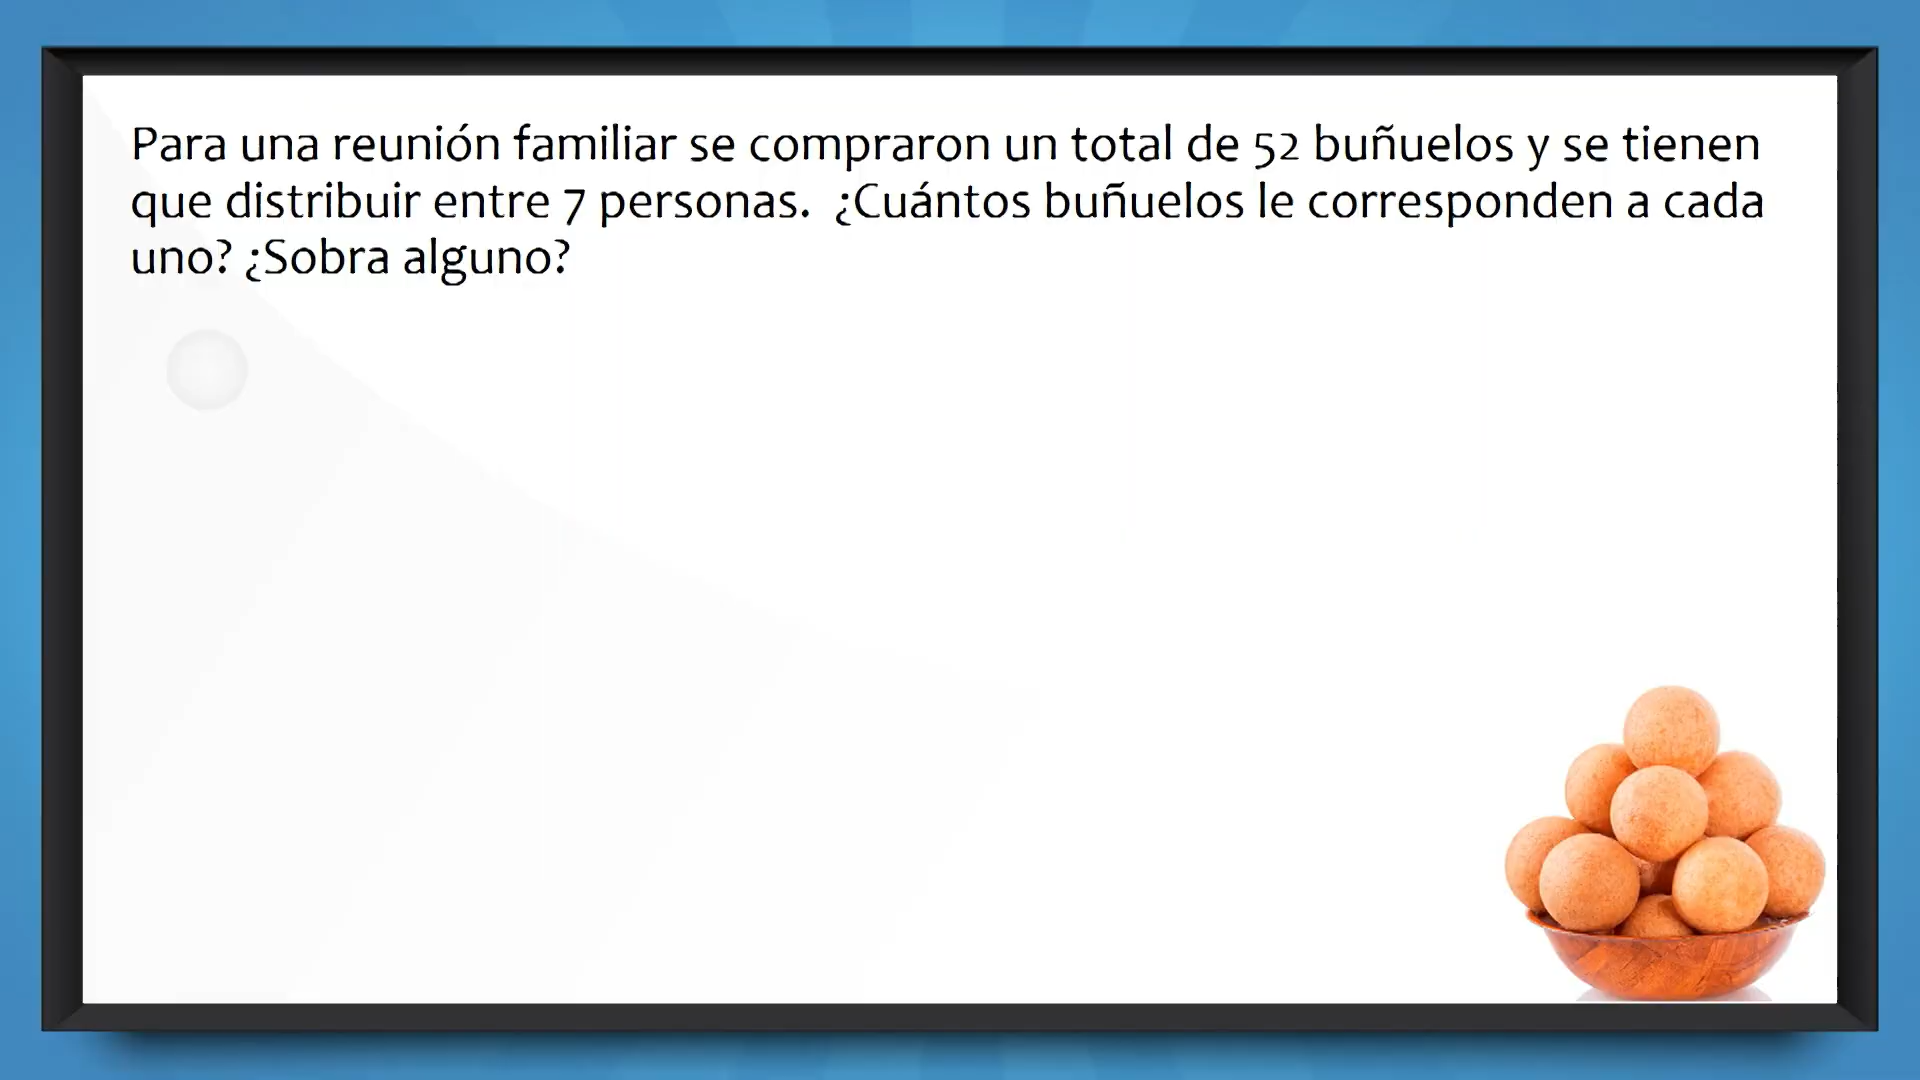 Para una reunión familiar se compraron un total de 52 buñuelos y se tienen
que distribuir entre 7 personas. ¿Cuántos buñuelos le corresponden a cada
uno? ¿Sobra alguno?